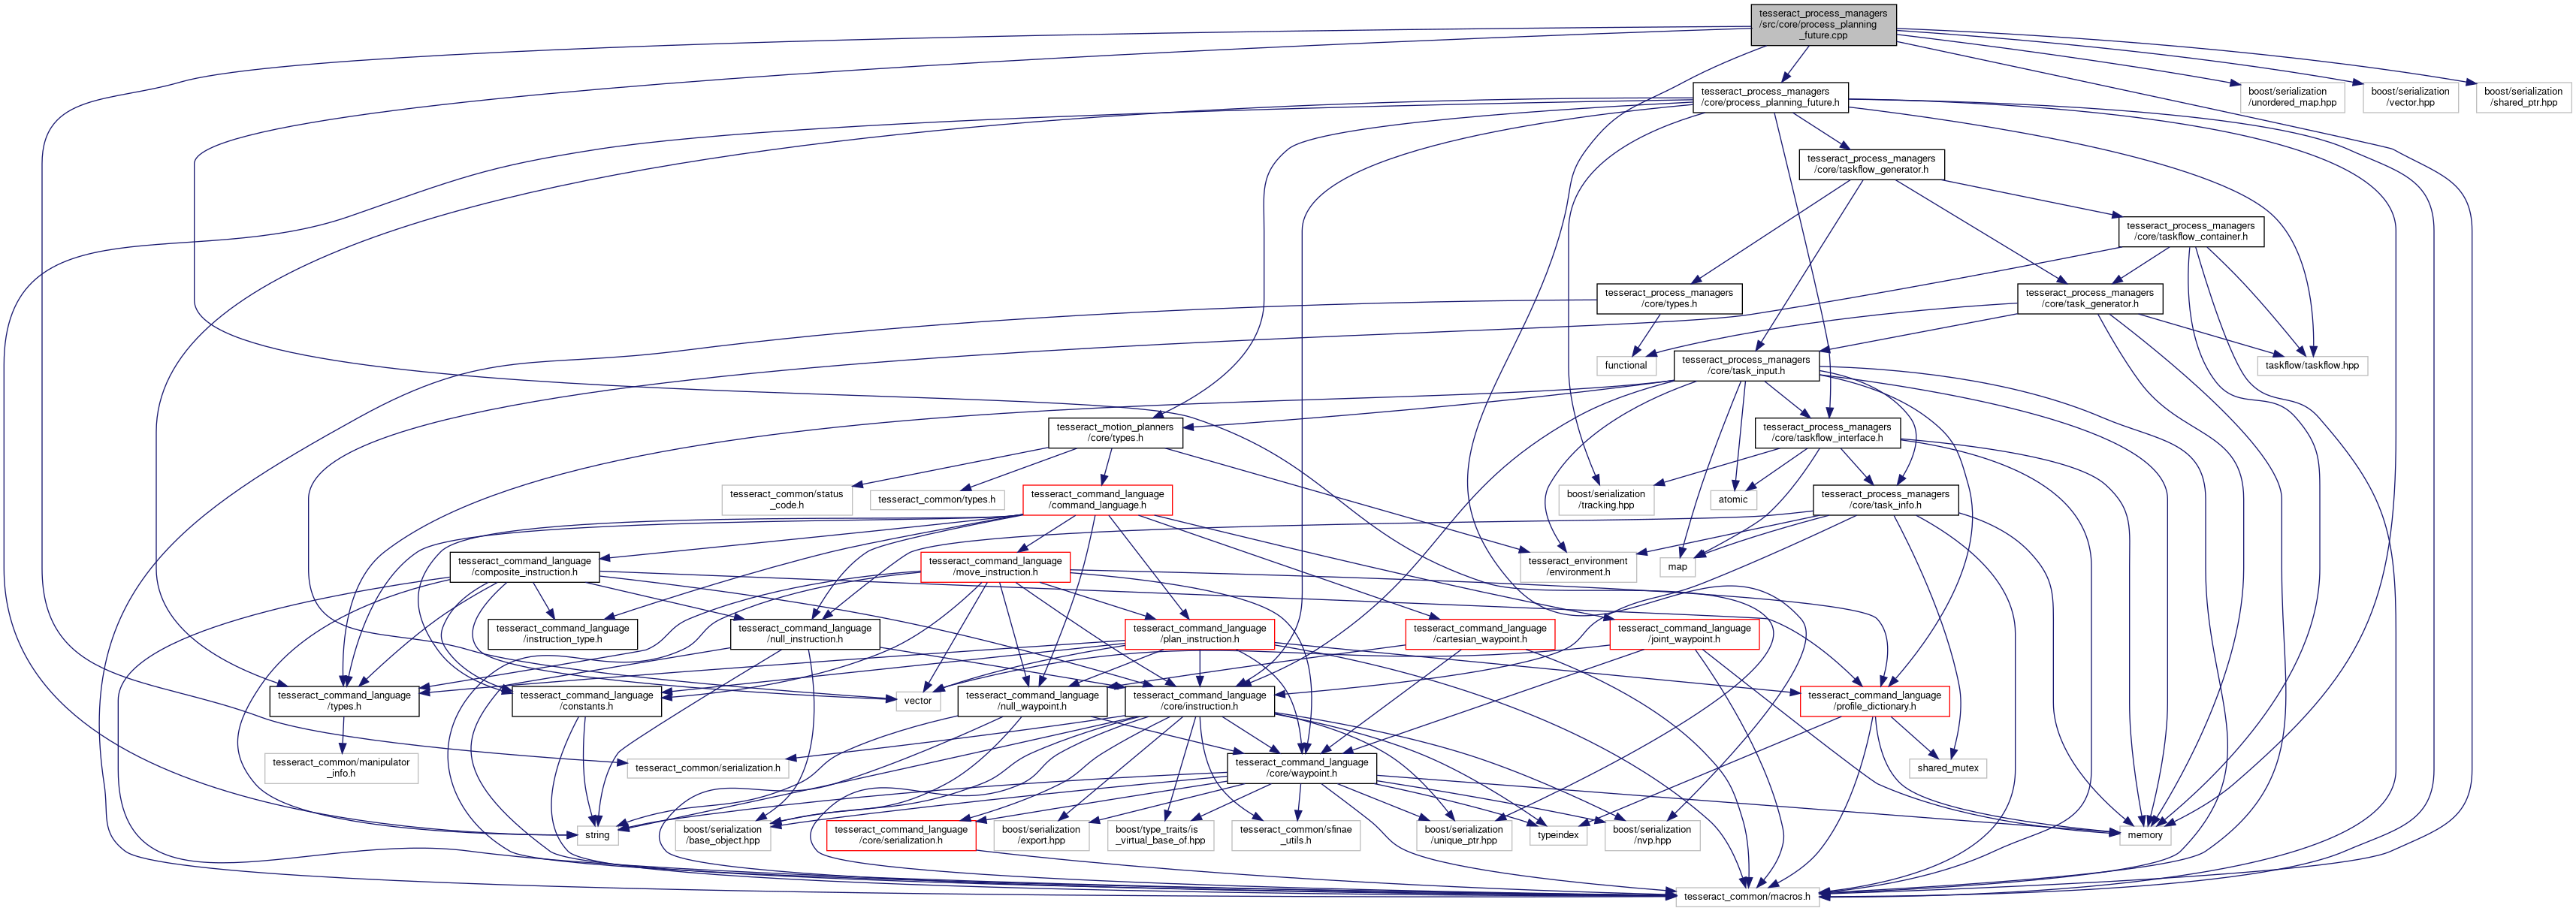 tesseract_process_managers
/src/core/process_planning
_future.cpp
tesseract_process_managers
/core/process_planning_future.h
boost/serialization
/unordered_map.hpp
boost/serialization
/vector.hpp
boost/serialization
/shared_ptr.hpp
tesseract_process_managers
/core/taskflow_generator.h
tesseract_process_managers
/core/taskflow_container.h
tesseract_process_managers
/core/types.h
tesseract_process_managers
/core/task_generator.h
functional
tesseract_process_managers
/core/task_input.h
taskflow/taskflow.hpp
tesseract_motion_planners
/core/types.h
tesseract_process_managers
/core/taskflow_interface.h
tesseract_common/status
_code.h
tesseract_common/types.h
tesseract_command_language
/command_language.h
boost/serialization
/tracking.hpp
atomic
tesseract_process_managers
/core/task_info.h
tesseract_command_language
/composite_instruction.h
tesseract_command_language
/move_instruction.h
tesseract_environment
/environment.h
map
tesseract_command_language
/instruction_type.h
tesseract_command_language
/null_instruction.h
tesseract_command_language
/plan_instruction.h
tesseract_command_language
/cartesian_waypoint.h
tesseract_command_language
/joint_waypoint.h
tesseract_command_language
/types.h
tesseract_command_language
/constants.h
vector
tesseract_command_language
/null_waypoint.h
tesseract_command_language
/core/instruction.h
tesseract_command_language
/profile_dictionary.h
tesseract_common/manipulator
_info.h
tesseract_common/serialization.h
tesseract_command_language
/core/waypoint.h
shared_mutex
string
boost/serialization
/base_object.hpp
tesseract_command_language
/core/serialization.h
boost/serialization
/export.hpp
boost/type_traits/is
_virtual_base_of.hpp
tesseract_common/sfinae
_utils.h
boost/serialization
/unique_ptr.hpp
typeindex
boost/serialization
/nvp.hpp
memory
tesseract_common/macros.h